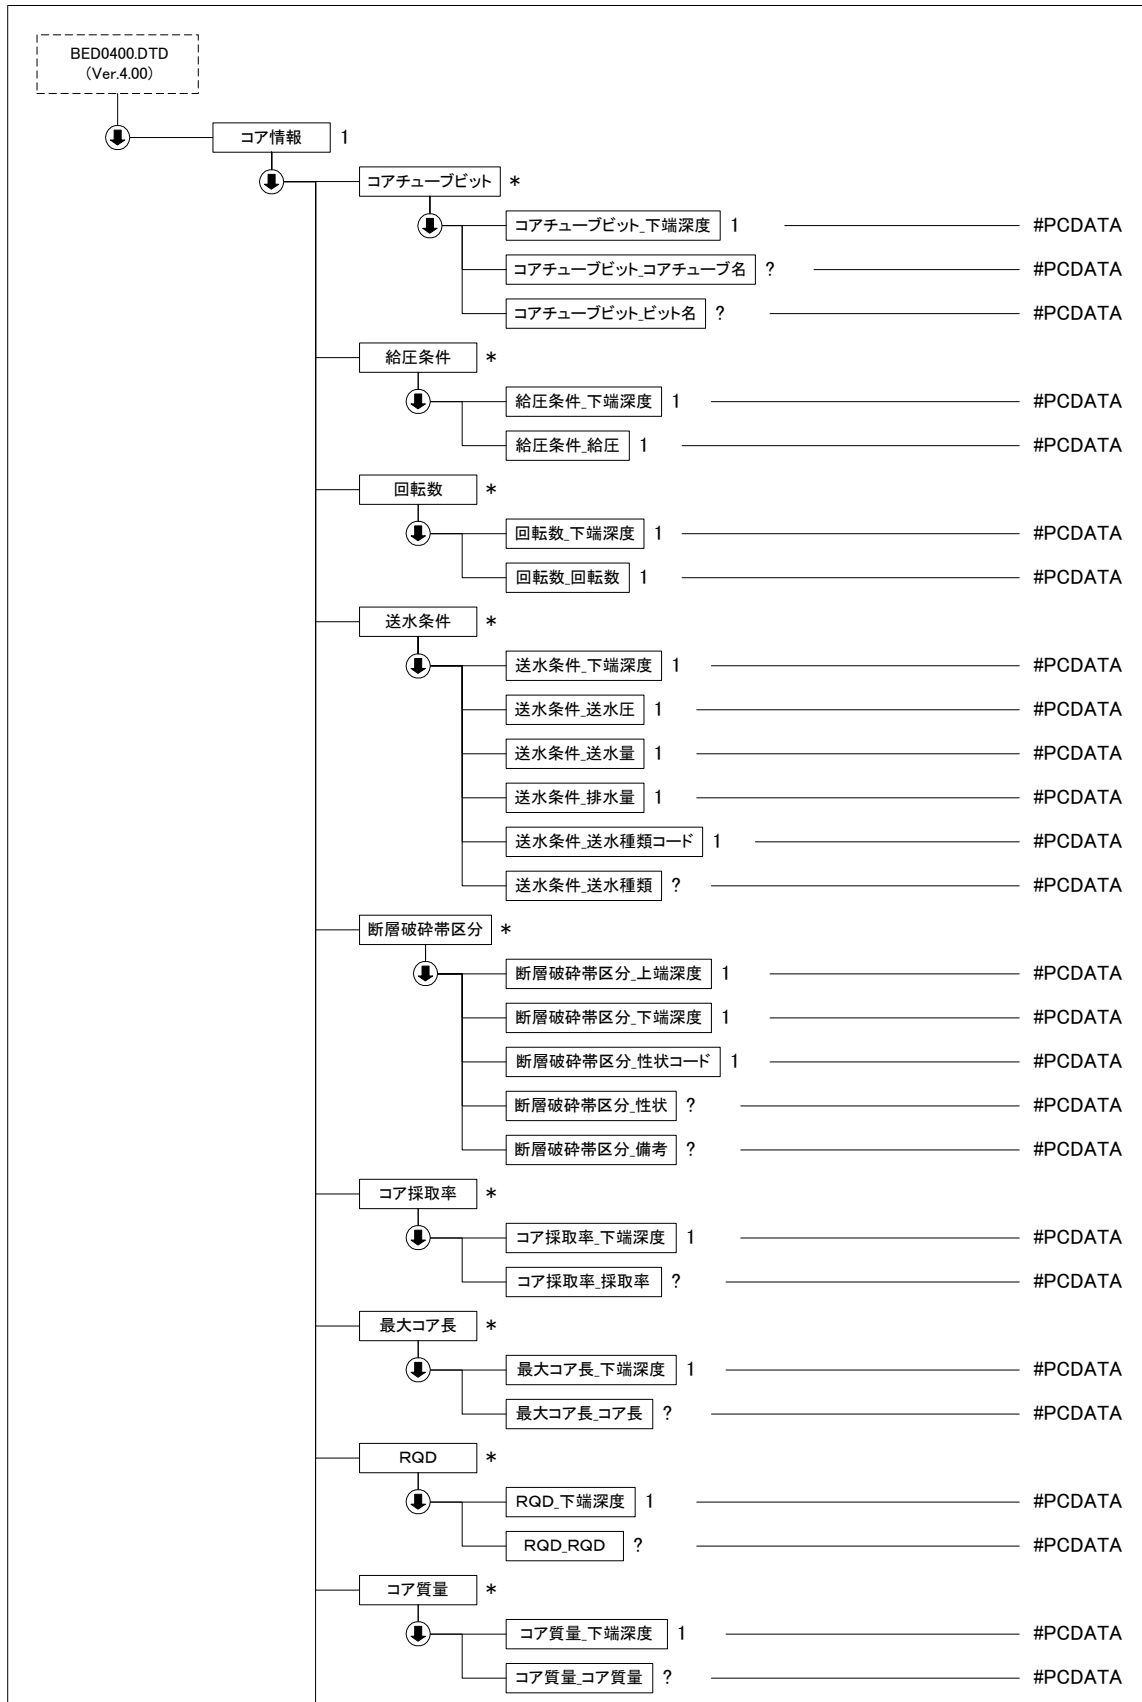 BED0400.DTD
(Ver.4.00)
コア情報 1
コアチューブビット *
コアチューブビット_下端深度 1 #PCDATA
コアチューブビット_コアチューブ名 ? #PCDATA
コアチューブビット_ビット名 ? #PCDATA
給圧条件 *
給圧条件_下端深度 1 #PCDATA
給圧条件_給圧 1 #PCDATA
回転数 *
回転数_下端深度 1 #PCDATA
回転数_回転数 1 #PCDATA
送水条件 *
送水条件_下端深度 1 #PCDATA
送水条件_送水圧 1 #PCDATA
送水条件_送水量 1 #PCDATA
送水条件_排水量 1 #PCDATA
送水条件_送水種類コード 1 #PCDATA
送水条件_送水種類 ? #PCDATA
断層破砕帯区分 *
断層破砕帯区分_上端深度 1 #PCDATA
断層破砕帯区分_下端深度 1 #PCDATA
断層破砕帯区分_性状コード 1 #PCDATA
断層破砕帯区分_性状 ? #PCDATA
断層破砕帯区分_備考 ? #PCDATA
コア採取率 *
コア採取率_下端深度 1 #PCDATA
コア採取率_採取率 ? #PCDATA
最大コア長 *
最大コア長_下端深度 1 #PCDATA
最大コア長_コア長 ? #PCDATA
RQD *
RQD_下端深度 1 #PCDATA
RQD_RQD ? #PCDATA
コア質量 *
コア質量_下端深度 1 #PCDATA
コア質量_コア質量 ? #PCDATA